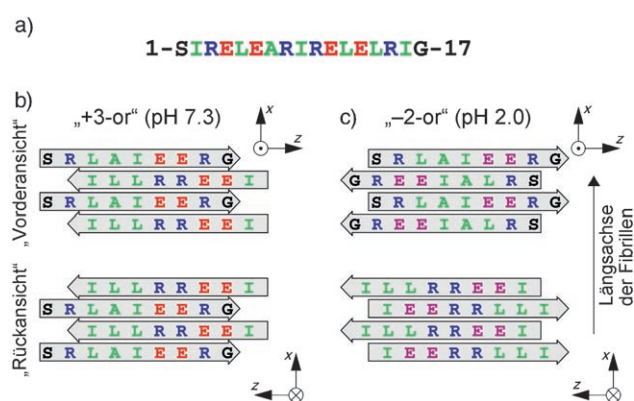 a)
1-SIRELEARIRELELRIG-17
b) „+3-or“ (pH 7.3)
x
z
„Vorderansicht“
S R L A I E E R G
I L L R R E E I
S R L A I E E R G
I L L R R E E I
„Rückansicht“
I L L R R E E I
S R L A I E E R G
I L L R R E E I
S R L A I E E R G
x
z
c) „–2-or“ (pH 2.0)
x
z
S R L A I E E R G
G R E E I A L R S
S R L A I E E R G
G R E E I A L R S
I L L R R E E I
I E E R R L L I
I L L R R E E I
I E E R R L L I
x
z
Längsachse
der Fibrillen